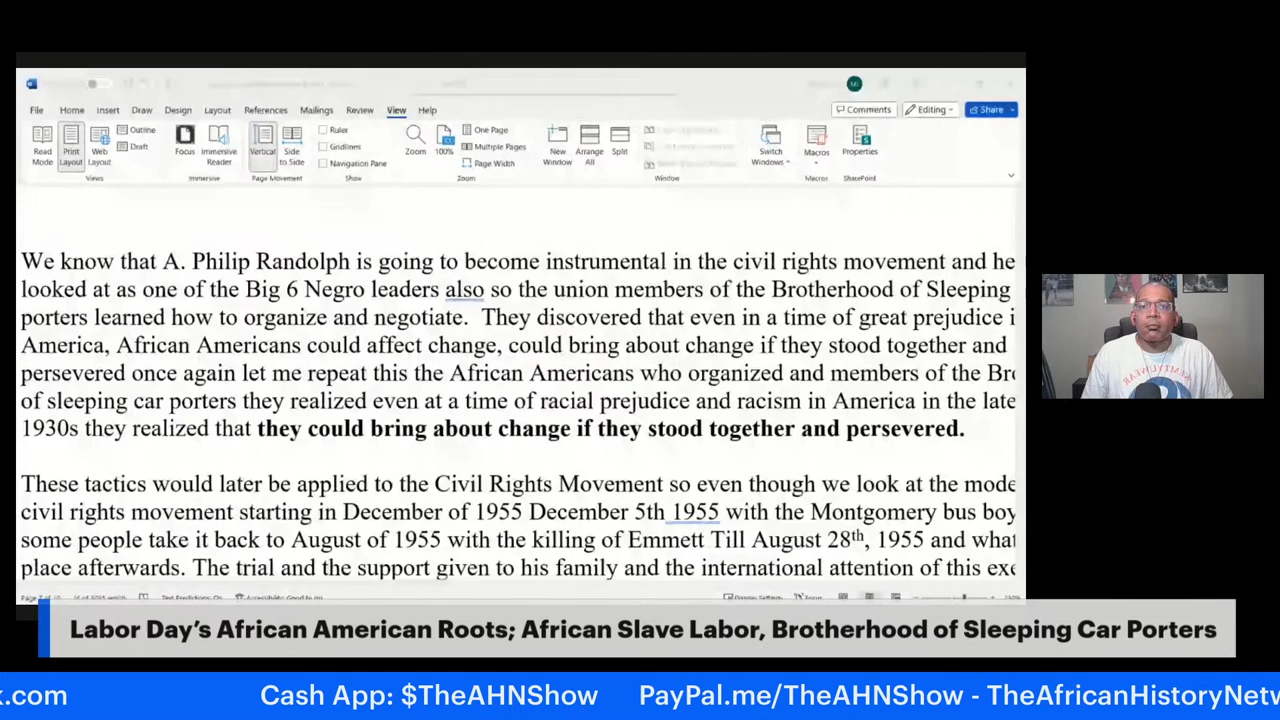 File Home Insert Draw Design Layout References Mailings Review View Help Comments Editing Share
Read Mode Print Layout Web Layout Outline Draft Focus Immersive Reader Vertical Side to Side Ruler Gridlines Navigation Pane Zoom 100% One Page Multiple Pages Page Width New Window Arrange All Split Switch Windows Macros Properties
Views Immersive Page Movement Show Zoom Window Macros SharePoint
We know that A. Philip Randolph is going to become instrumental in the civil rights movement and he
looked at as one of the Big 6 Negro leaders also so the union members of the Brotherhood of Sleeping
porters learned how to organize and negotiate. They discovered that even in a time of great prejudice i
America, African Americans could affect change, could bring about change if they stood together and
persevered once again let me repeat this the African Americans who organized and members of the Bro
of sleeping car porters they realized even at a time of racial prejudice and racism in America in the late
1930s they realized that they could bring about change if they stood together and persevered.
These tactics would later be applied to the Civil Rights Movement so even though we look at the mode
civil rights movement starting in December of 1955 December 5th 1955 with the Montgomery bus boy
some people take it back to August of 1955 with the killing of Emmett Till August 28th, 1955 and what
place afterwards. The trial and the support given to his family and the international attention of this exe
Labor Day's African American Roots; African Slave Labor, Brotherhood of Sleeping Car Porters
k.com Cash App: $TheAHNShow PayPal.me/TheAHNShow - TheAfricanHistoryNetw